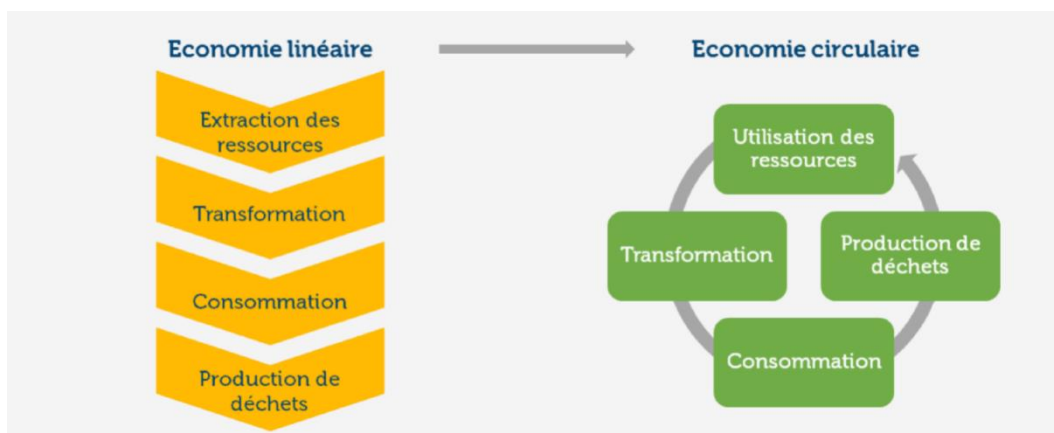 Economie linéaire
Extraction des
ressources
Transformation
Consommation
Production de
déchets
Economie circulaire
Utilisation des
ressources
Transformation
Production de
déchets
Consommation